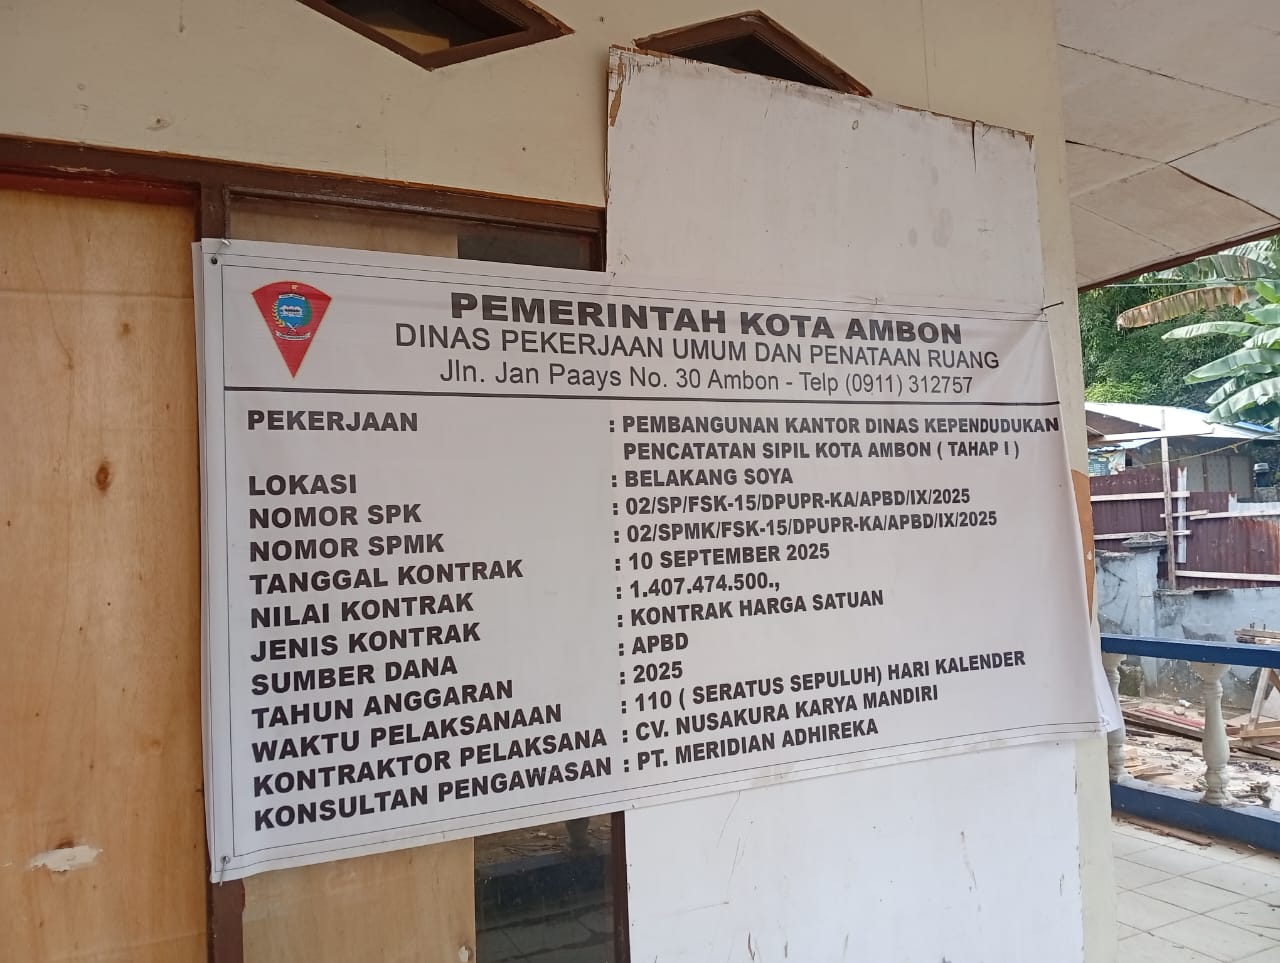 PEMERINTAH KOTA AMBON
DINAS PEKERJAAN UMUM DAN PENATAAN RUANG
Jln. Jan Paays No. 30 Ambon - Telp (0911) 312757
PEKERJAAN : PEMBANGUNAN KANTOR DINAS KEPENDUDUKAN
PENCATATAN SIPIL KOTA AMBON ( TAHAP I )
LOKASI : BELAKANG SOYA
NOMOR SPK : 02/SP/FSK-15/DPUPR-KA/APBD/IX/2025
NOMOR SPMK : 02/SPMK/FSK-15/DPUPR-KA/APBD/IX/2025
TANGGAL KONTRAK : 10 SEPTEMBER 2025
NILAI KONTRAK : 1.407.474.500.,
JENIS KONTRAK : KONTRAK HARGA SATUAN
SUMBER DANA : APBD
TAHUN ANGGARAN : 2025
WAKTU PELAKSANAAN : 110 ( SERATUS SEPULUH) HARI KALENDER
KONTRAKTOR PELAKSANA : CV. NUSAKURA KARYA MANDIRI
KONSULTAN PENGAWASAN : PT. MERIDIAN ADHIREKA